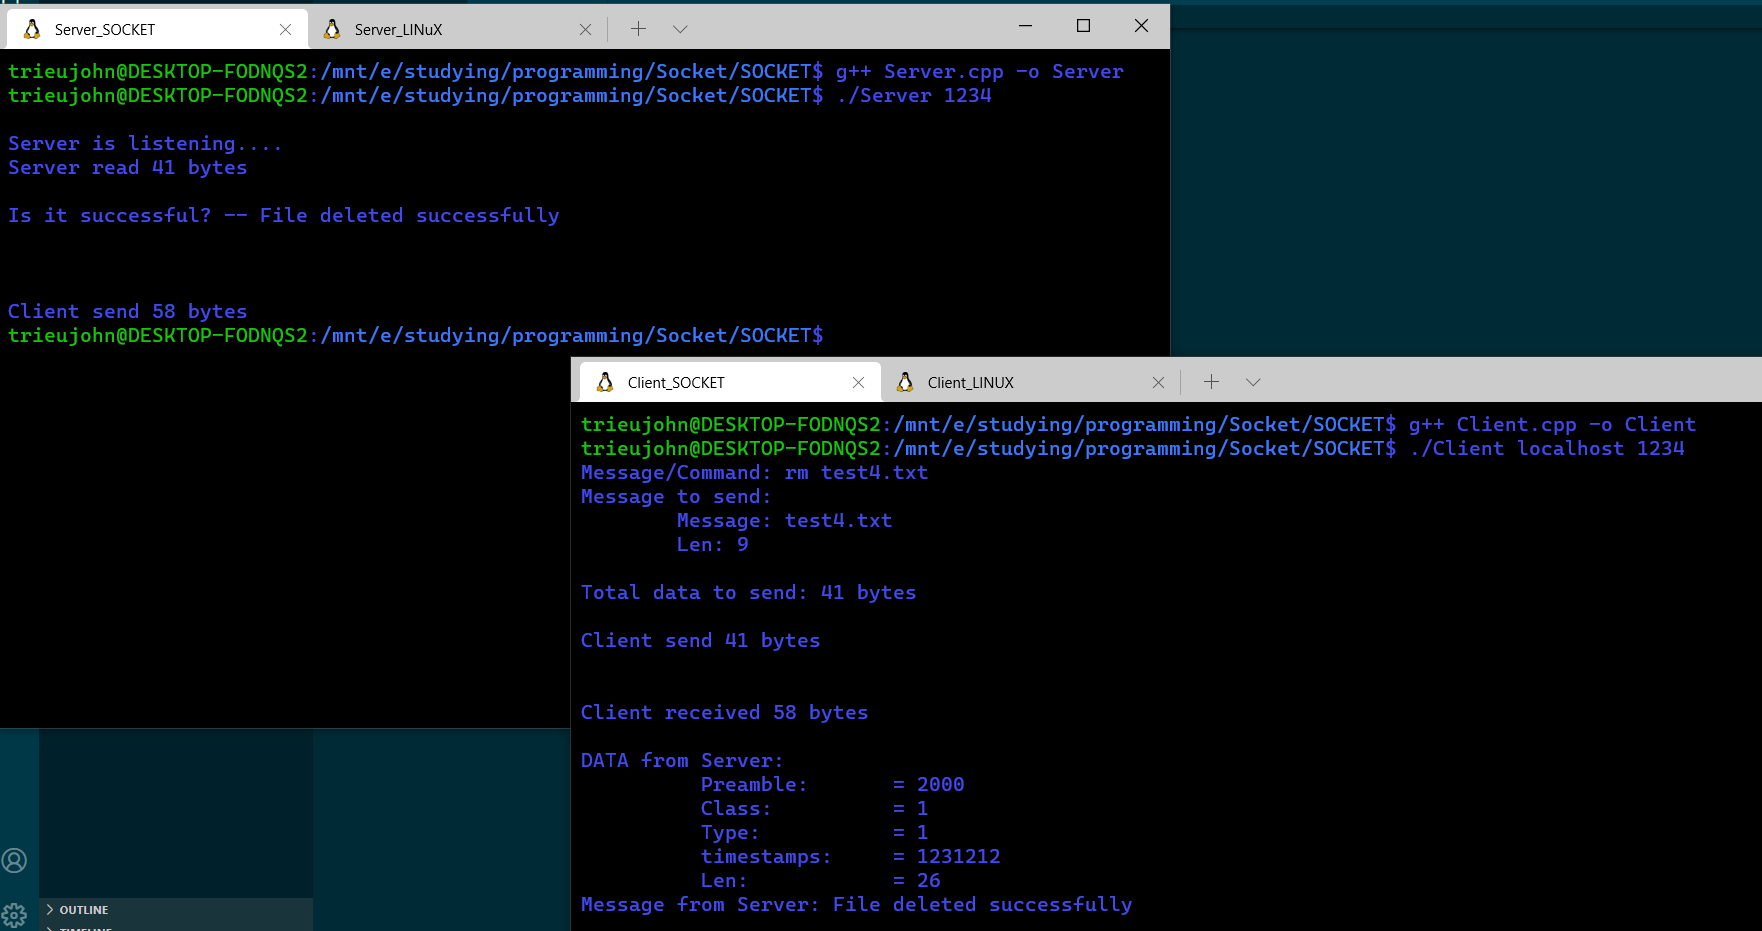 Server_SOCKET
Server_LINuX
trieujohn@DESKTOP-FODNQS2:/mnt/e/studying/programming/Socket/SOCKET$ g++ Server.cpp -o Server
trieujohn@DESKTOP-FODNQS2:/mnt/e/studying/programming/Socket/SOCKET$ ./Server 1234
Server is listening....
Server read 41 bytes
Is it successful? -- File deleted successfully
Client send 58 bytes
trieujohn@DESKTOP-FODNQS2:/mnt/e/studying/programming/Socket/SOCKET$
Client_SOCKET
Client_LINUX
trieujohn@DESKTOP-FODNQS2:/mnt/e/studying/programming/Socket/SOCKET$ g++ Client.cpp -o Client
trieujohn@DESKTOP-FODNQS2:/mnt/e/studying/programming/Socket/SOCKET$ ./Client localhost 1234
Message/Command: rm test4.txt
Message to send:
Message: test4.txt
Len: 9
Total data to send: 41 bytes
Client send 41 bytes
Client received 58 bytes
DATA from Server:
Preamble: = 2000
Class: = 1
Type: = 1
timestamps: = 1231212
Len: = 26
Message from Server: File deleted successfully
OUTLINE
TIMELINE